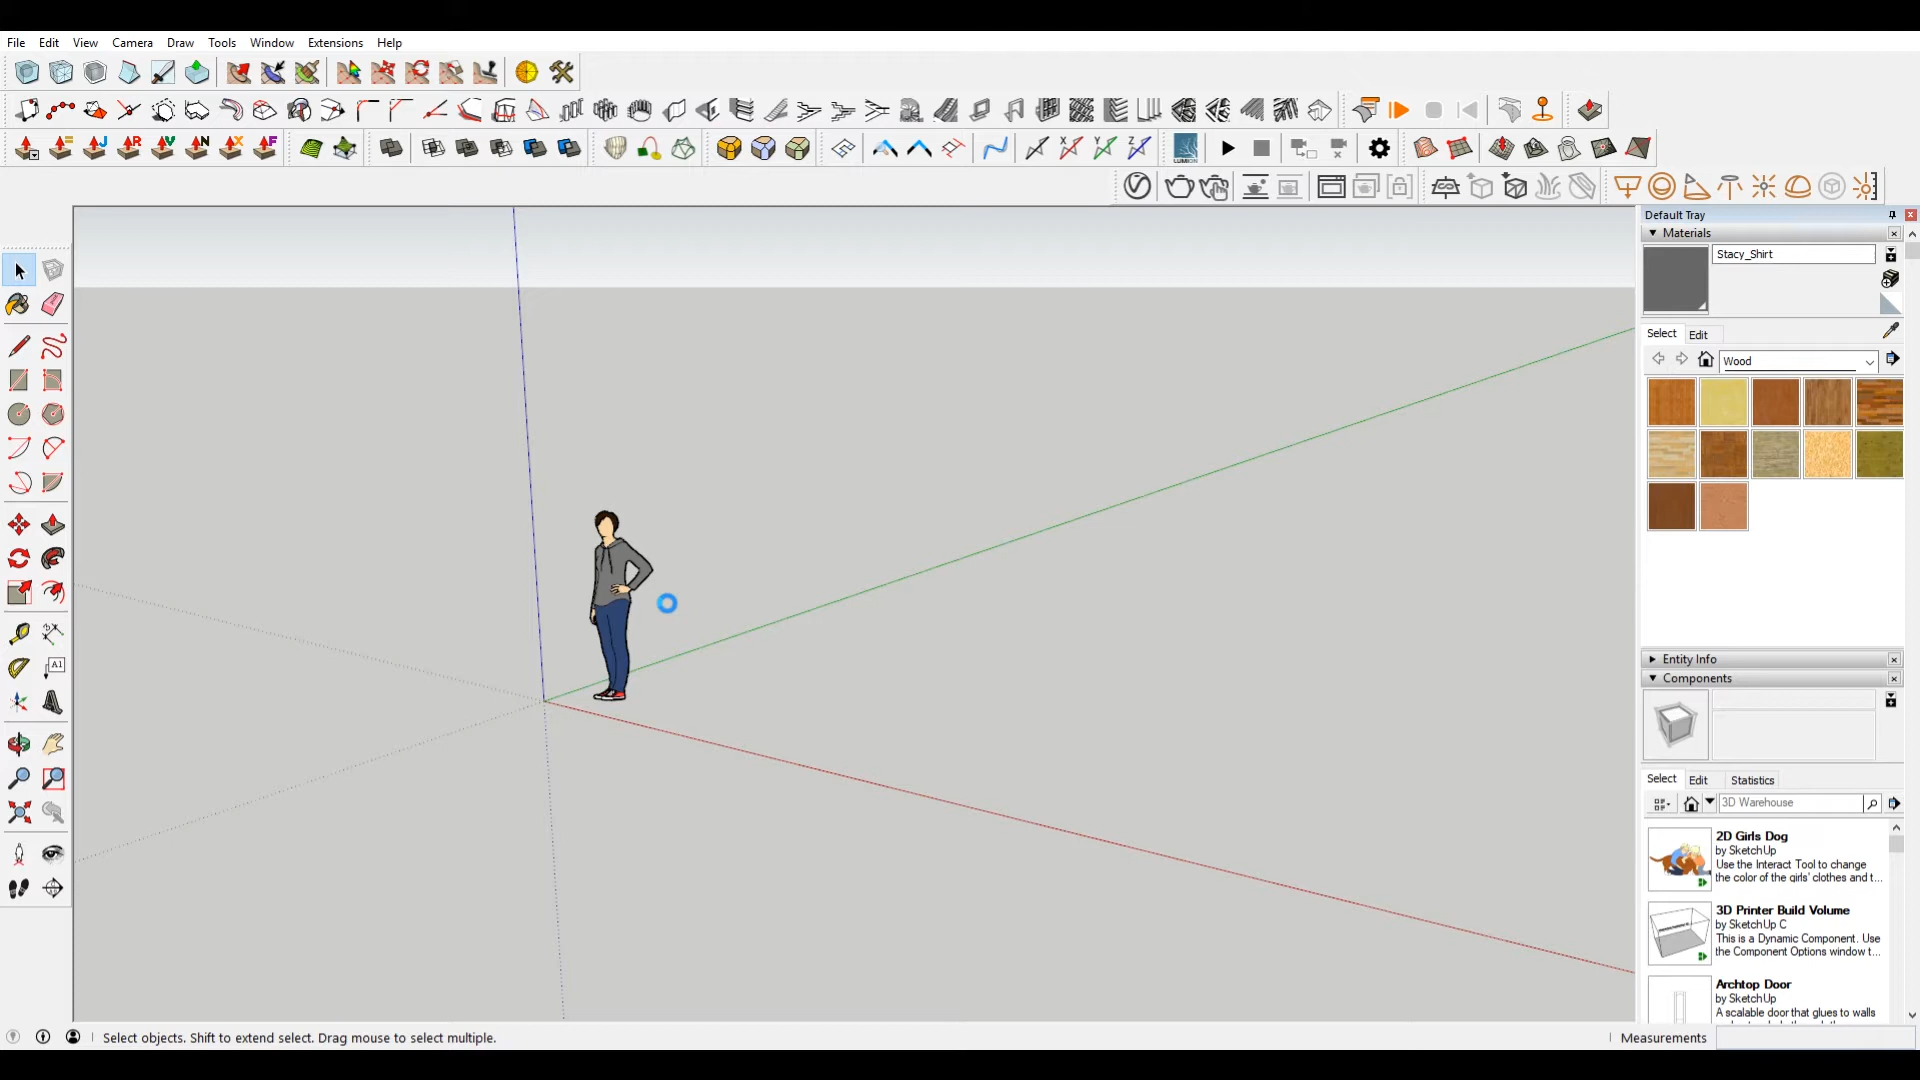 File Edit View Camera Draw Tools Window Extensions Help
J R V N X F
X Y Z
LUMION
Default Tray
Materials
Stacy_Shirt
Select Edit
Wood
A1
Entity Info
Components
Select Edit Statistics
3D Warehouse
2D Girls Dog
by SketchUp
Use the Interact Tool to change
the color of the girls' clothes and t...
3D Printer Build Volume
by SketchUp C
This is a Dynamic Component. Use
the Component Options window t...
Archtop Door
by SketchUp
A scalable door that glues to walls
Select objects. Shift to extend select. Drag mouse to select multiple.
Measurements